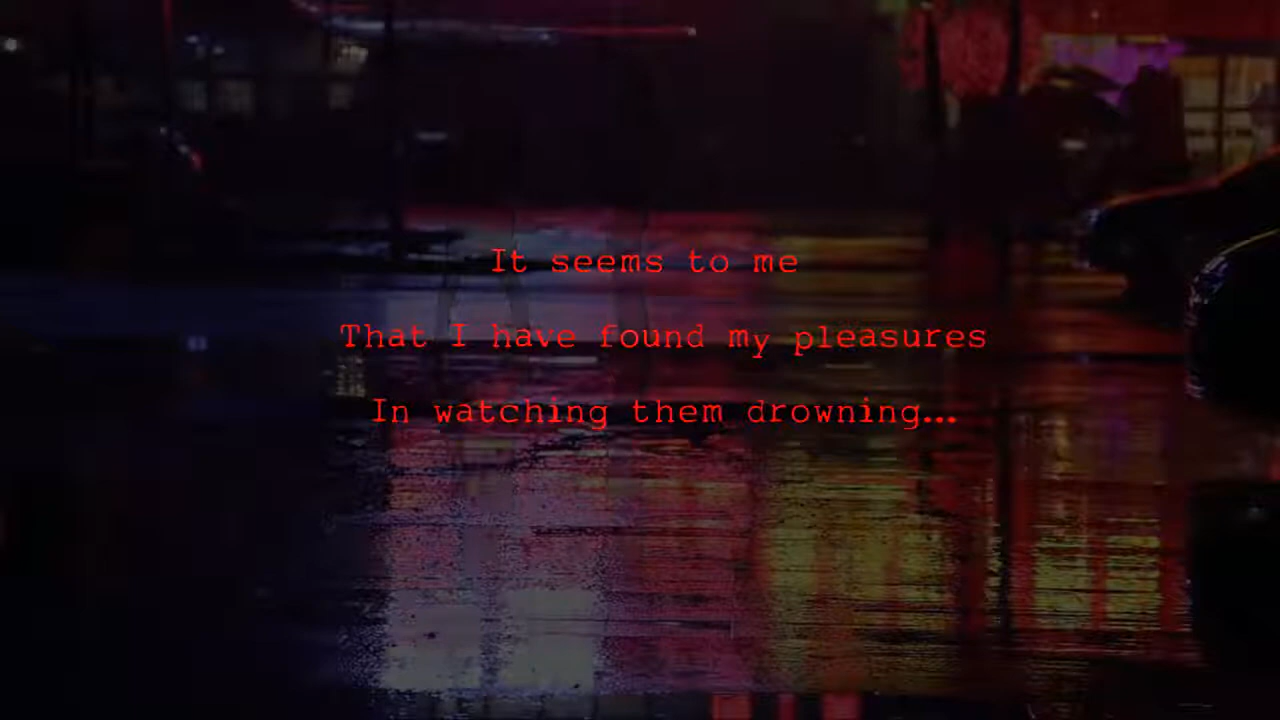 It seems to me
That I have found my pleasures
In watching them drowning...